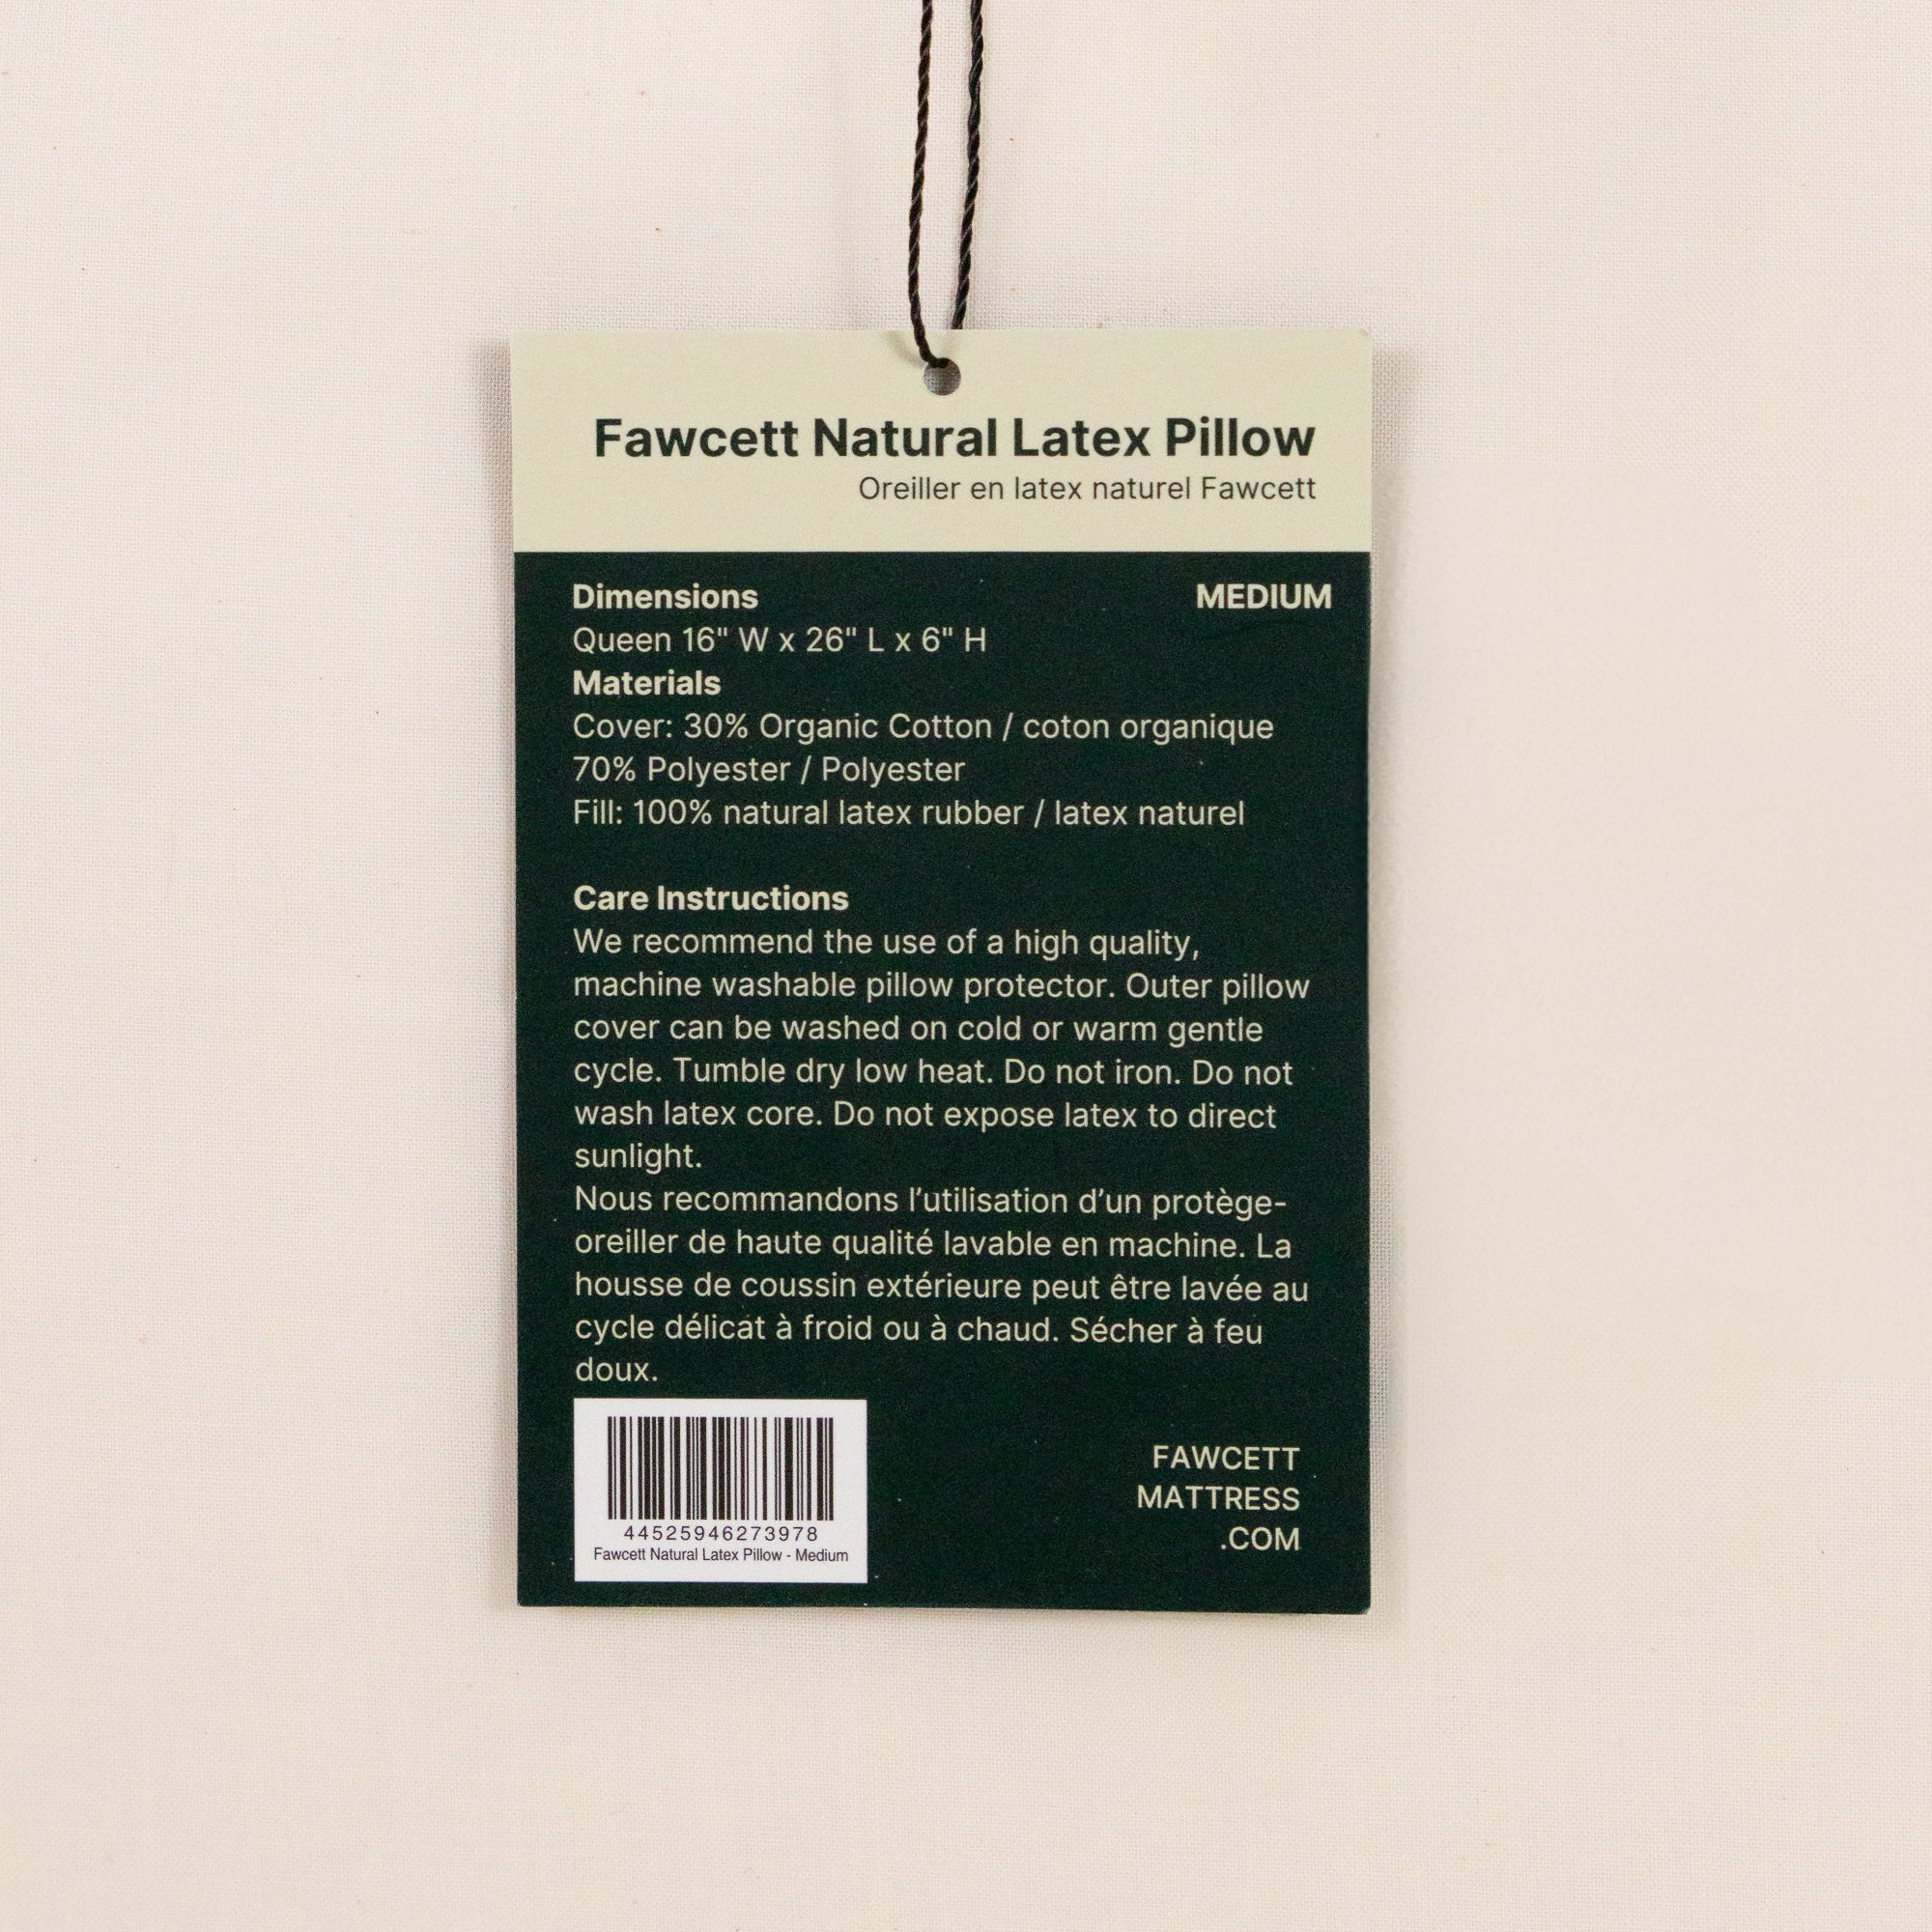 Fawcett Natural Latex Pillow
Oreiller en latex naturel Fawcett
Dimensions MEDIUM
Queen 16" W x 26" L x 6" H
Materials
Cover: 30% Organic Cotton / coton organique
70% Polyester / Polyester
Fill: 100% natural latex rubber / latex naturel
Care Instructions
We recommend the use of a high quality,
machine washable pillow protector. Outer pillow
cover can be washed on cold or warm gentle
cycle. Tumble dry low heat. Do not iron. Do not
wash latex core. Do not expose latex to direct
sunlight.
Nous recommandons l’utilisation d’un protège-
oreiller de haute qualité lavable en machine. La
housse de coussin extérieure peut être lavée au
cycle délicat à froid ou à chaud. Sécher à feu
doux.
44525946273978
Fawcett Natural Latex Pillow - Medium
FAWCETT
MATTRESS
.COM